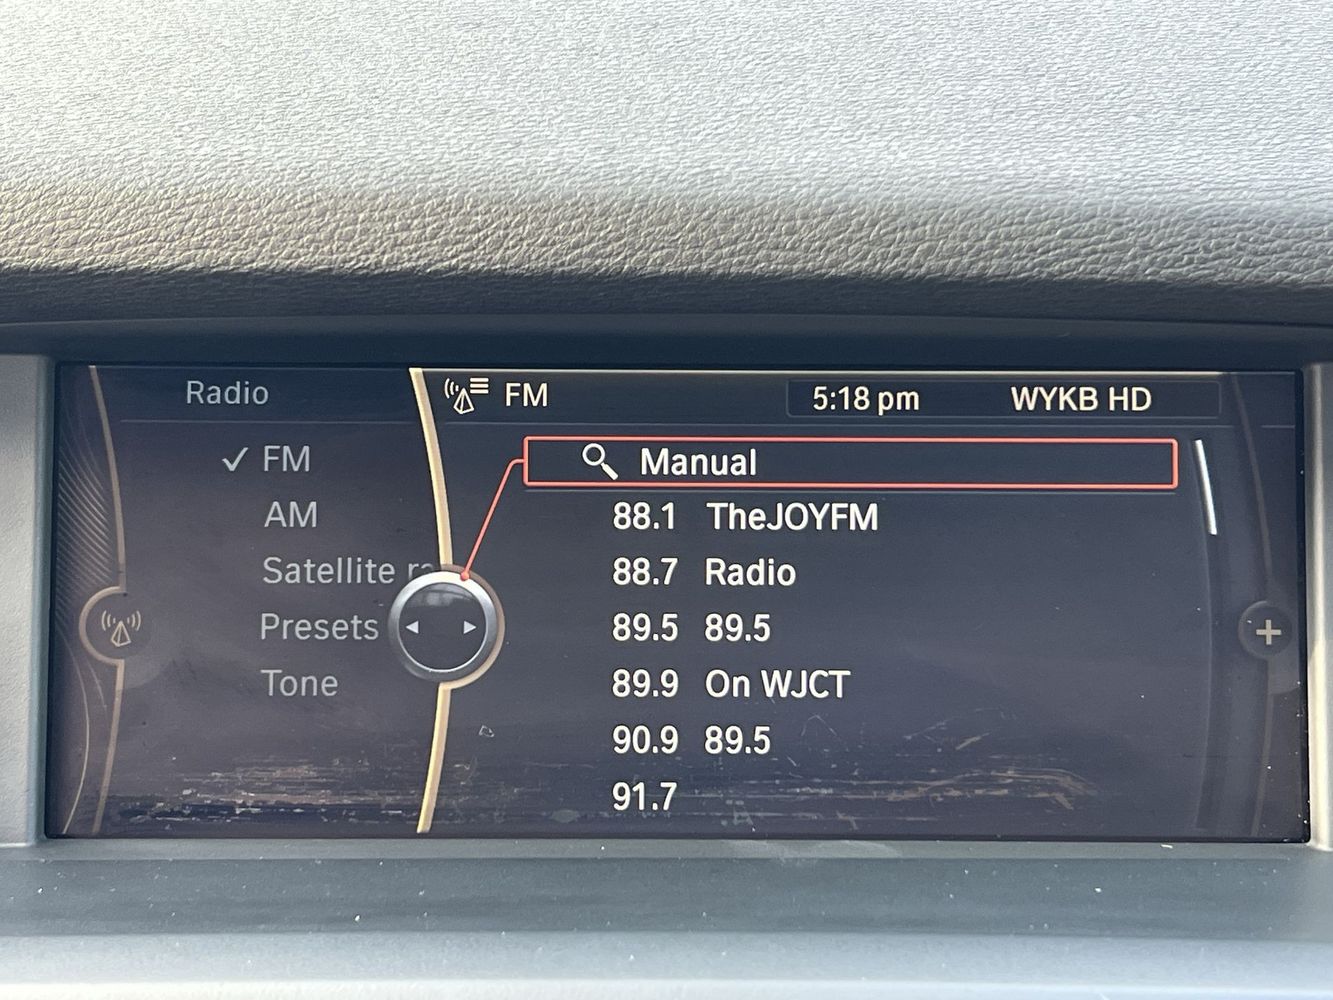 Radio
FM
AM
Satellite
Presets
Tone
FM
5:18 pm
WYKB HD
Manual
88.1 TheJOYFM
88.7 Radio
89.5 89.5
89.9 On WJCT
90.9 89.5
91.7